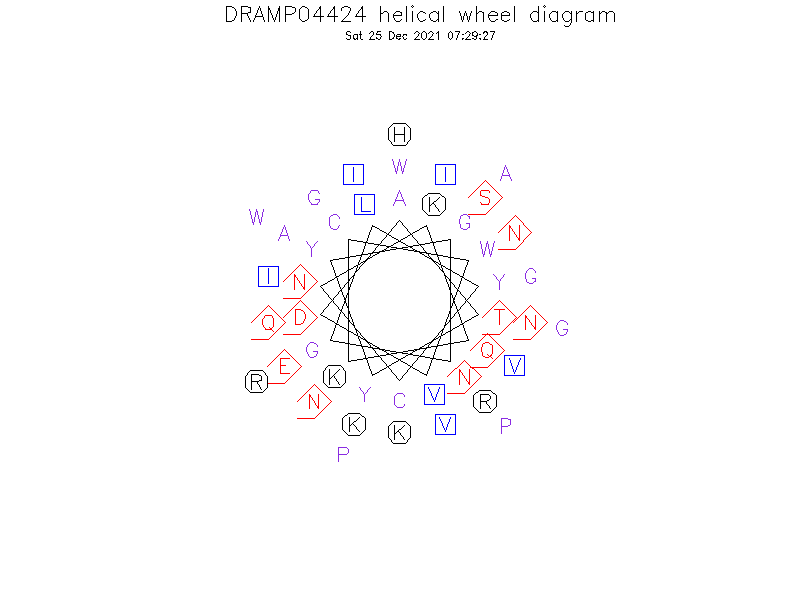 DRAMP04424 helical wheel diagram
Sat 25 Dec 2021 07:29:27
H
I W I A
G L A K S
W A C G N
Y W
I N Y G
Q D T N G
G Q
R E K N V
N Y C V R
K K V P
P